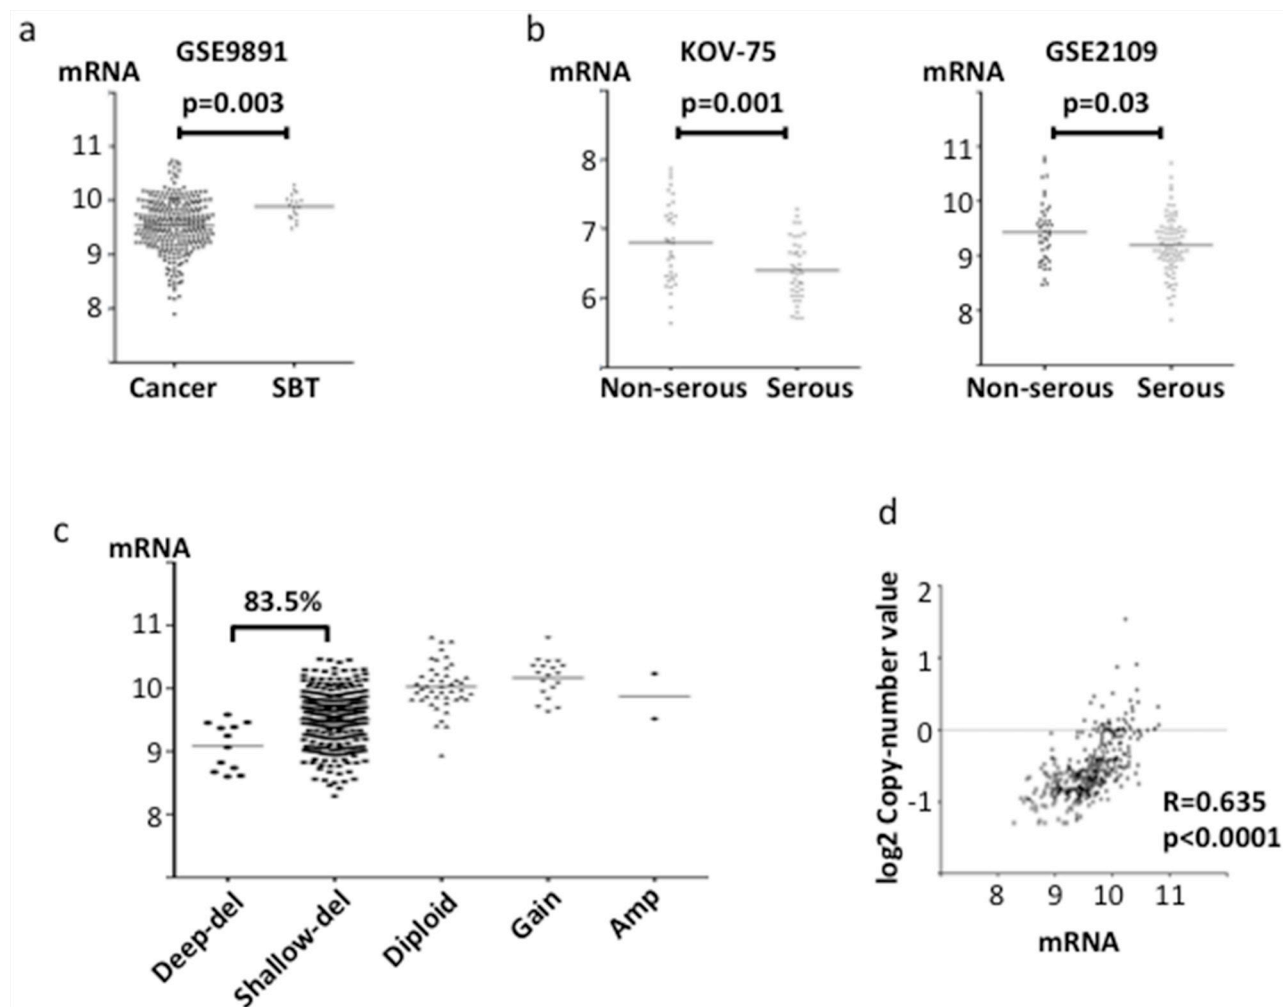 a
GSE9891
mRNA
p=0.003
11
10
9
8
Cancer SBT
b
KOV-75
mRNA
p=0.001
8
7
6
Non-serous Serous
GSE2109
mRNA
p=0.03
11
10
9
8
Non-serous Serous
c
mRNA
83.5%
11
10
9
8
Deep-del
Shallow-del
Diploid
Gain
Amp
d
log2 Copy-number value
2
1
0
-1
R=0.635
p<0.0001
8 9 10 11
mRNA